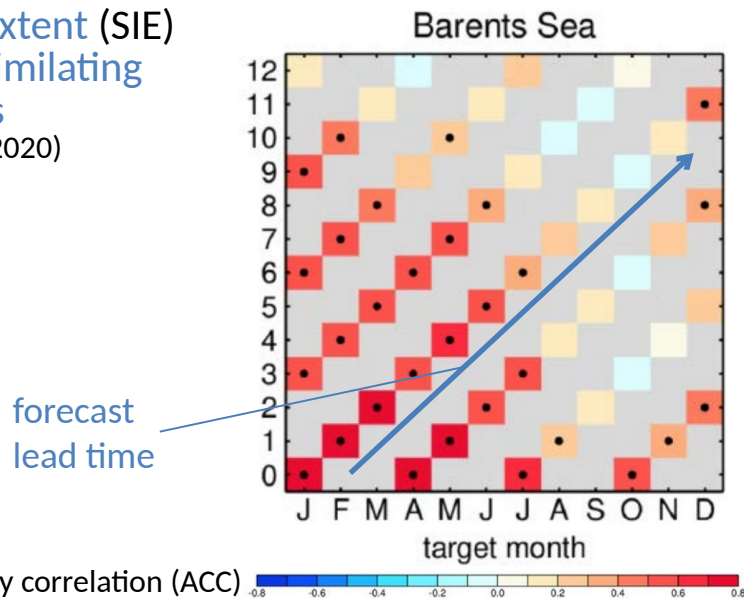 xtent (SIE)
imilating
s
2020)
Barents Sea
12
11
10
9
8
7
6
5
4
3
2
1
0
J F M A M J J A S O N D
target month
forecast
lead time
y correlation (ACC)
-0.8 -0.6 -0.4 -0.2 0.0 0.2 0.4 0.6 0.8